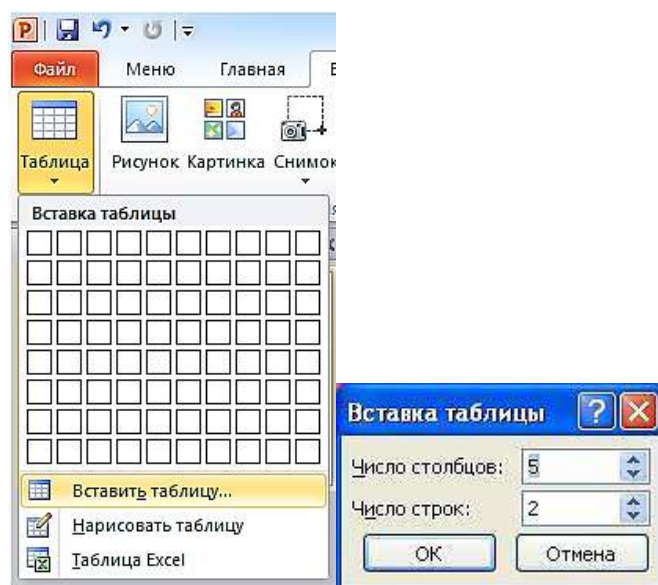 Файл Меню Главная
Таблица Рисунок Картинка Снимок
Вставка таблицы
Вставить таблицу...
Нарисовать таблицу
Таблица Excel
Вставка таблицы
Число столбцов: 5
Число строк: 2
ОК Отмена